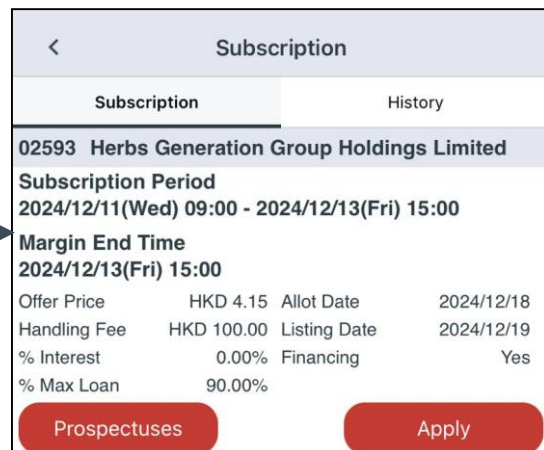 Subscription
Subscription History
02593 Herbs Generation Group Holdings Limited
Subscription Period
2024/12/11(Wed) 09:00 - 2024/12/13(Fri) 15:00
Margin End Time
2024/12/13(Fri) 15:00
Offer Price HKD 4.15 Allot Date 2024/12/18
Handling Fee HKD 100.00 Listing Date 2024/12/19
% Interest 0.00% Financing Yes
% Max Loan 90.00%
Prospectuses Apply